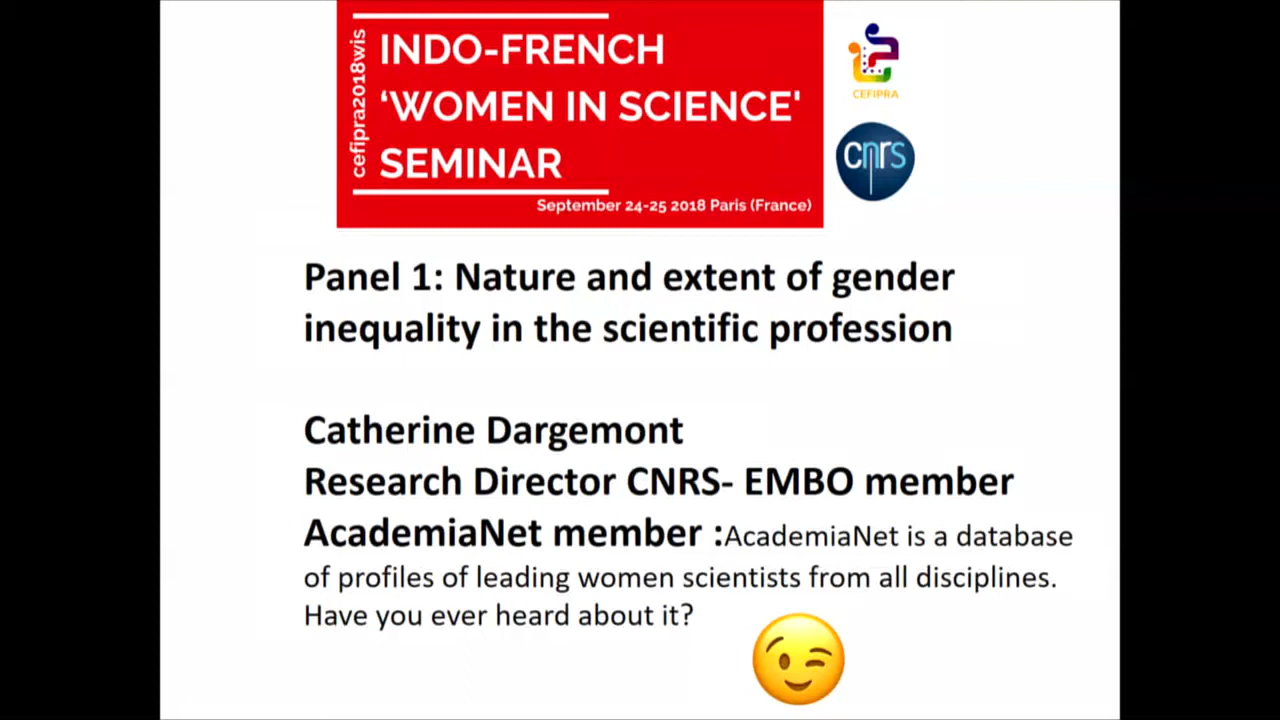 cefipra2018wis
INDO-FRENCH
‘WOMEN IN SCIENCE'
SEMINAR
September 24-25 2018 Paris (France)
CEFIPRA
cnrs
Panel 1: Nature and extent of gender
inequality in the scientific profession
Catherine Dargemont
Research Director CNRS- EMBO member
AcademiaNet member :AcademiaNet is a database
of profiles of leading women scientists from all disciplines.
Have you ever heard about it?